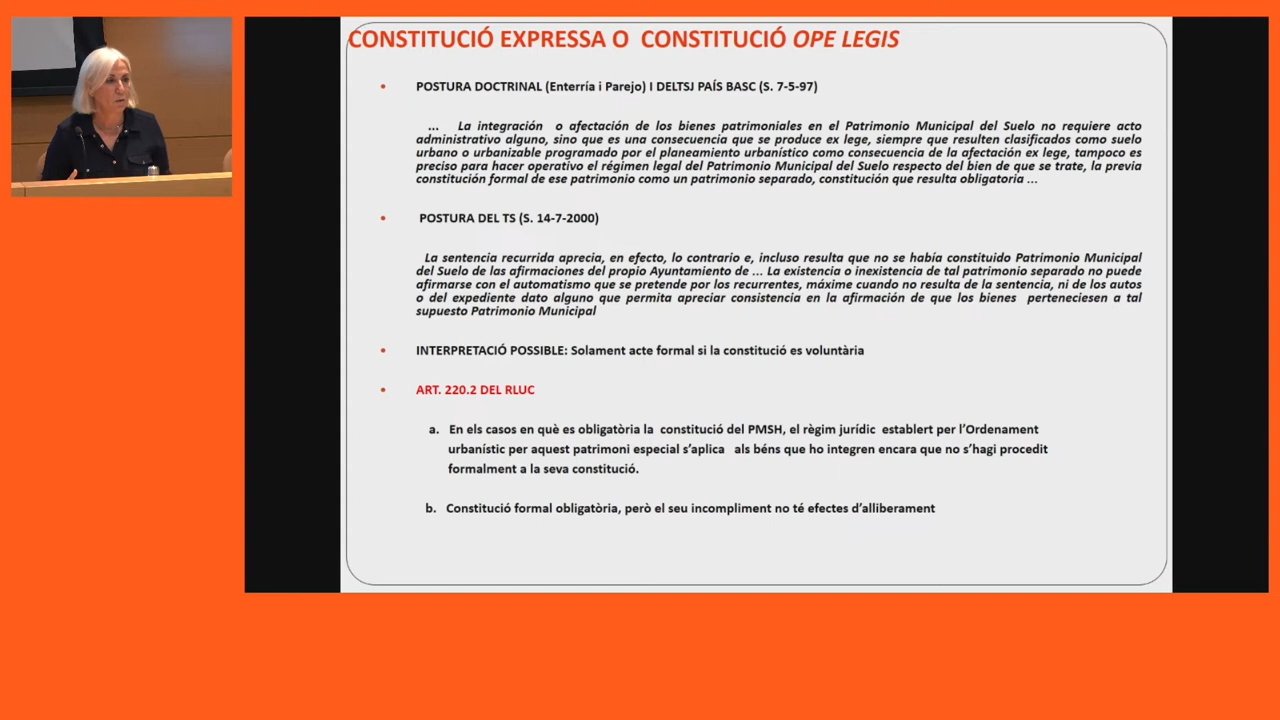 CONSTITUCIÓ EXPRESSA O CONSTITUCIÓ OPE LEGIS
• POSTURA DOCTRINAL (Enterría i Parejo) I DELTSJ PAÍS BASC (S. 7-5-97)
... La integración o afectación de los bienes patrimoniales en el Patrimonio Municipal del Suelo no requiere acto
administrativo alguno, sino que es una consecuencia que se produce ex lege, siempre que resulten clasificados como suelo
urbano o urbanizable programado por el planeamiento urbanístico como consecuencia de la afectación ex lege, tampoco es
preciso para hacer operativo el régimen legal del Patrimonio Municipal del Suelo respecto del bien de que se trate, la previa
constitución formal de ese patrimonio como un patrimonio separado, constitución que resulta obligatoria ...
• POSTURA DEL TS (S. 14-7-2000)
La sentencia recurrida aprecia, en efecto, lo contrario e, incluso resulta que no se había constituido Patrimonio Municipal
del Suelo de las afirmaciones del propio Ayuntamiento de ... La existencia o inexistencia de tal patrimonio separado no puede
afirmarse con el automatismo que se pretende por los recurrentes, máxime cuando no resulta de la sentencia, ni de los autos
o del expediente dato alguno que permita apreciar consistencia en la afirmación de que los bienes perteneciesen a tal
supuesto Patrimonio Municipal
• INTERPRETACIÓ POSSIBLE: Solament acte formal si la constitució es voluntària
• ART. 220.2 DEL RLUC
a. En els casos en què es obligatòria la constitució del PMSH, el règim jurídic establert per l'Ordenament
urbanístic per aquest patrimoni especial s'aplica als béns que ho integren encara que no s'hagi procedit
formalment a la seva constitució.
b. Constitució formal obligatòria, però el seu incompliment no té efectes d'alliberament